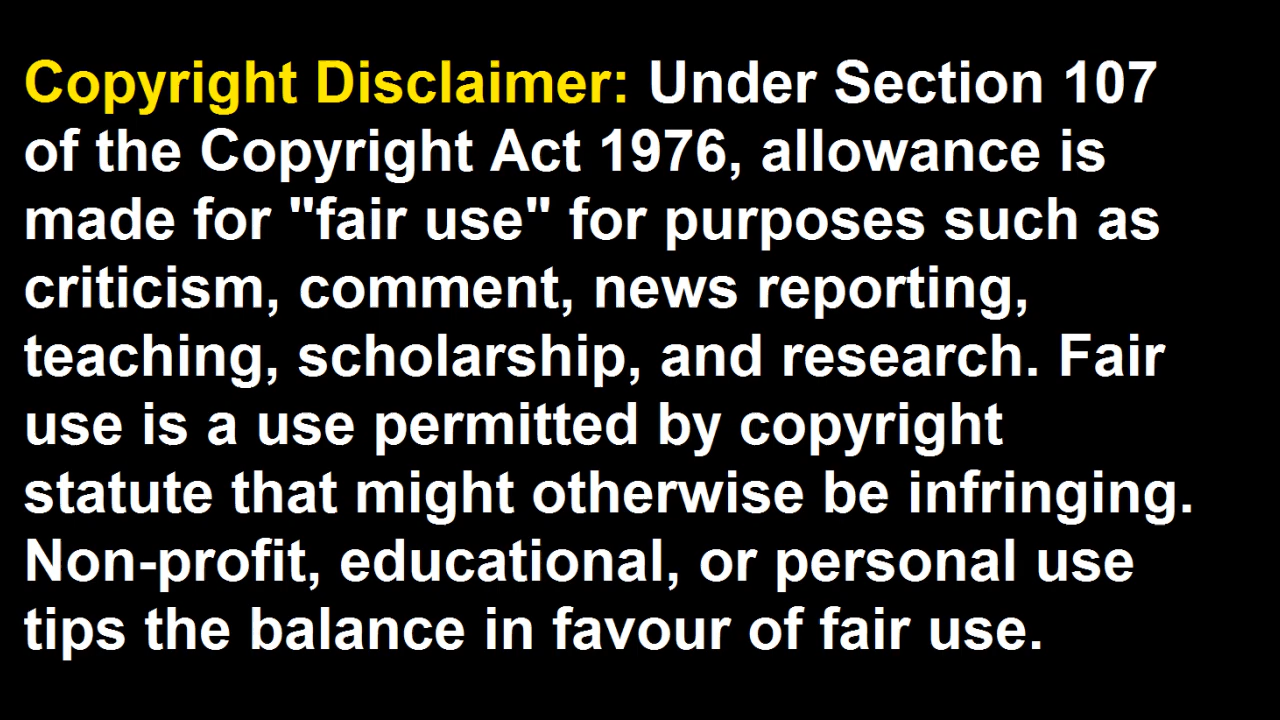 Copyright Disclaimer: Under Section 107
of the Copyright Act 1976, allowance is
made for "fair use" for purposes such as
criticism, comment, news reporting,
teaching, scholarship, and research. Fair
use is a use permitted by copyright
statute that might otherwise be infringing.
Non-profit, educational, or personal use
tips the balance in favour of fair use.